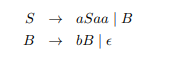 S → aSaa | B
B → bB | ϵ